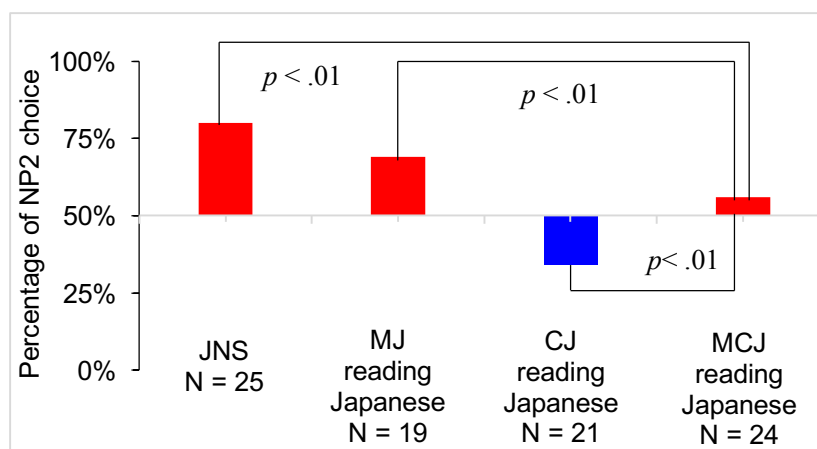 Percentage of NP2 choice
100%
75%
50%
25%
0%
p < .01
p < .01
p< .01
JNS
N = 25
MJ
reading
Japanese
N = 19
CJ
reading
Japanese
N = 21
MCJ
reading
Japanese
N = 24